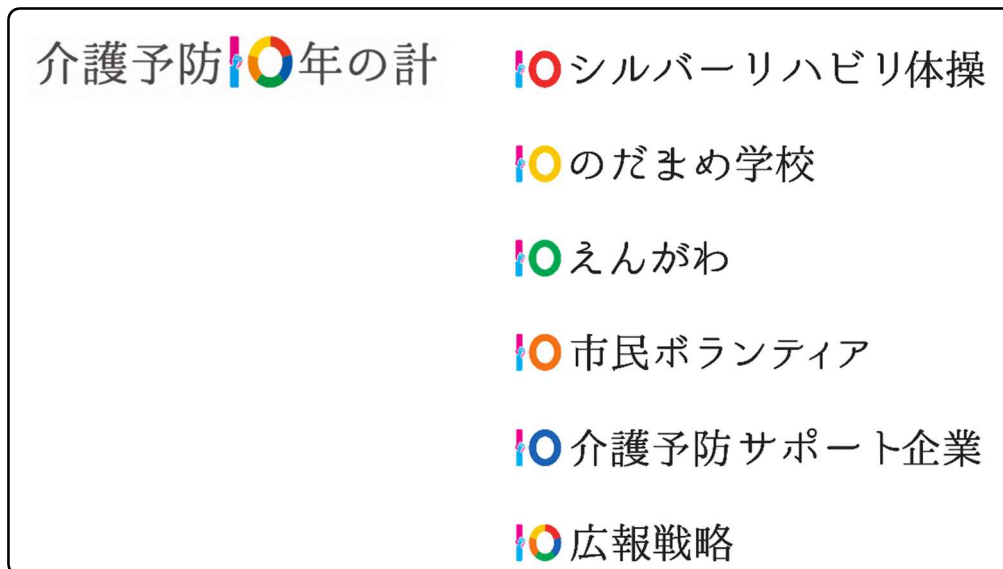 介護予防10年の計
10シルバーリハビリ体操
10のだまめ学校
10えんがわ
10市民ボランティア
10介護予防サポート企業
10広報戦略